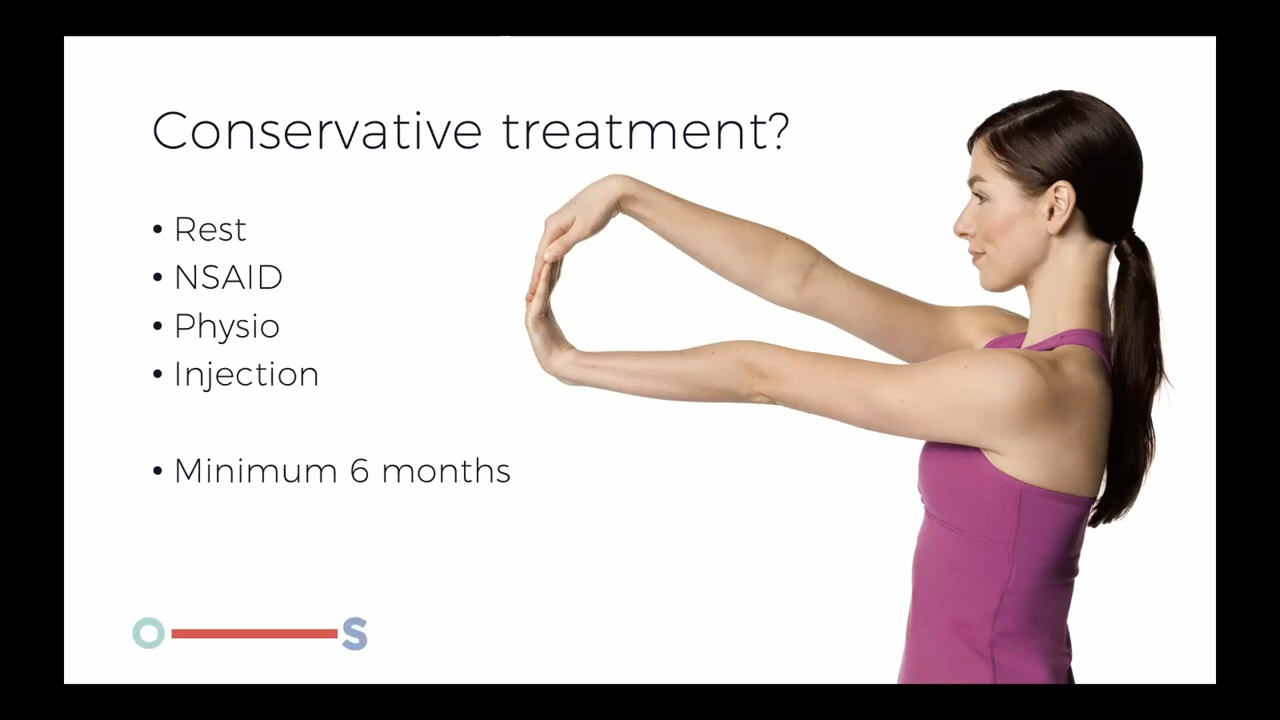 Conservative treatment?
• Rest
• NSAID
• Physio
• Injection
• Minimum 6 months
O S